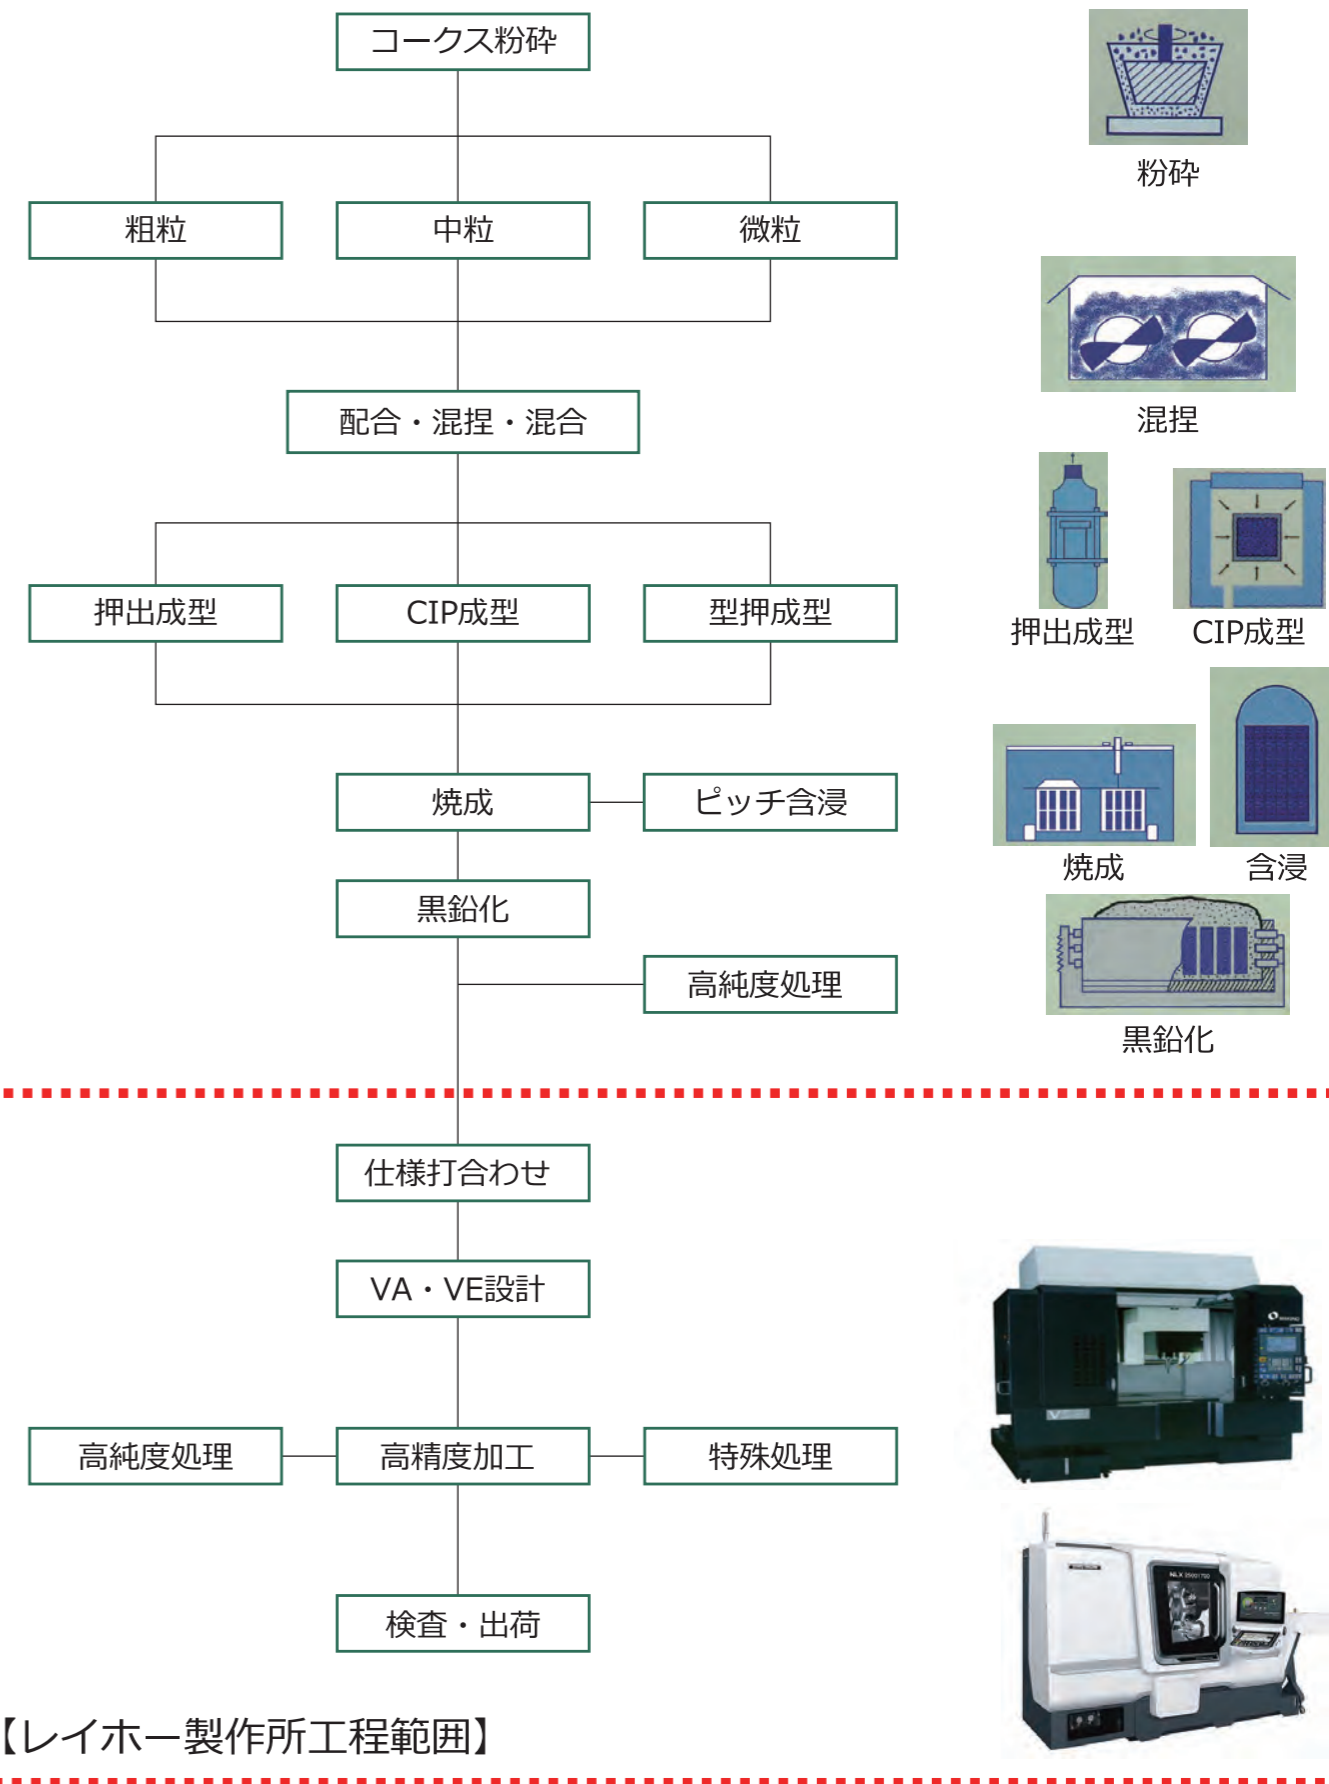 コークス粉砕
粉砕
粗粒
中粒
微粒
配合・混捏・混合
混捏
押出成型
CIP成型
型押成型
押出成型
CIP成型
焼成
ピッチ含浸
焼成
含浸
黒鉛化
高純度処理
黒鉛化
仕様打合わせ
VA・VE設計
高純度処理
高精度加工
特殊処理
検査・出荷
【レイホー製作所工程範囲】